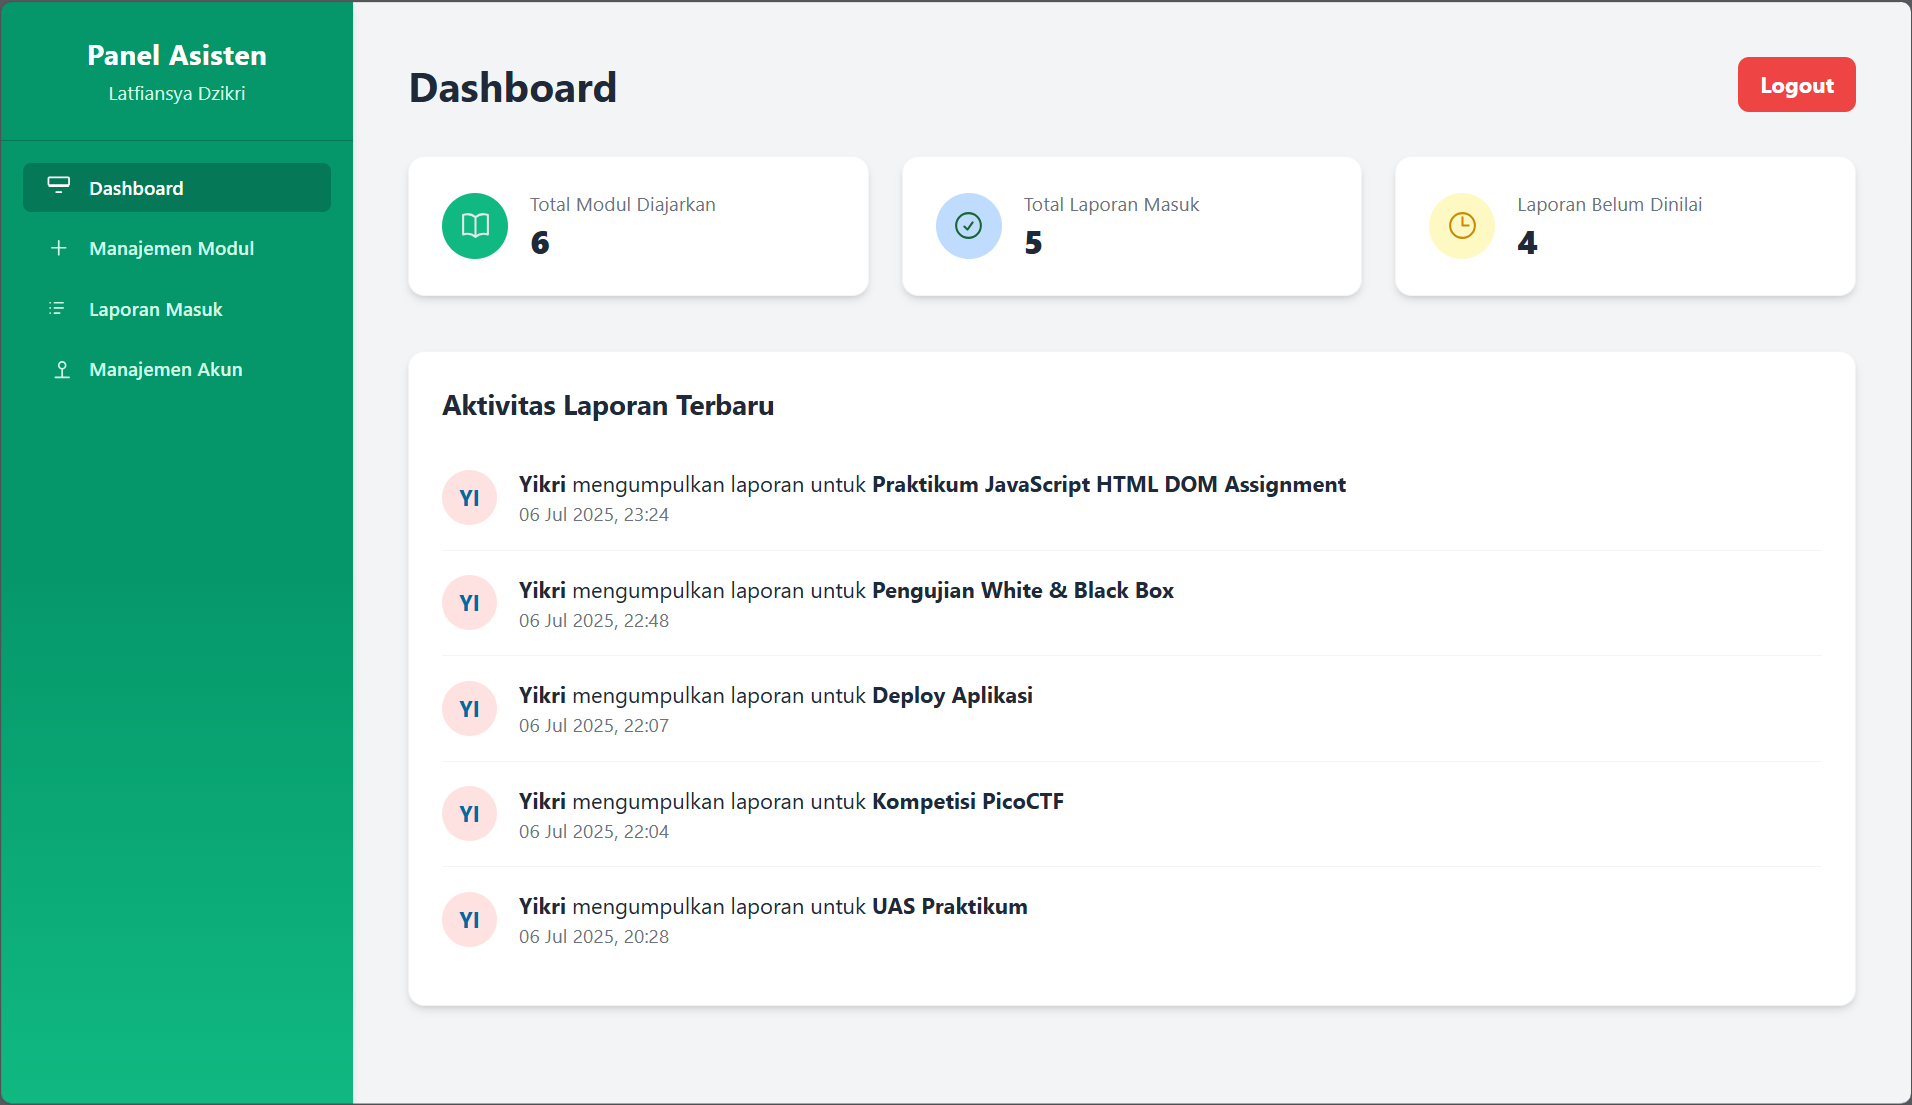 Panel Asisten
Latfiansya Dzikri
Dashboard
Manajemen Modul
Laporan Masuk
Manajemen Akun
Dashboard
Logout
Total Modul Diajarkan
6
Total Laporan Masuk
5
Laporan Belum Dinilai
4
Aktivitas Laporan Terbaru
YI
Yikri mengumpulkan laporan untuk Praktikum JavaScript HTML DOM Assignment
06 Jul 2025, 23:24
YI
Yikri mengumpulkan laporan untuk Pengujian White & Black Box
06 Jul 2025, 22:48
YI
Yikri mengumpulkan laporan untuk Deploy Aplikasi
06 Jul 2025, 22:07
YI
Yikri mengumpulkan laporan untuk Kompetisi PicoCTF
06 Jul 2025, 22:04
YI
Yikri mengumpulkan laporan untuk UAS Praktikum
06 Jul 2025, 20:28